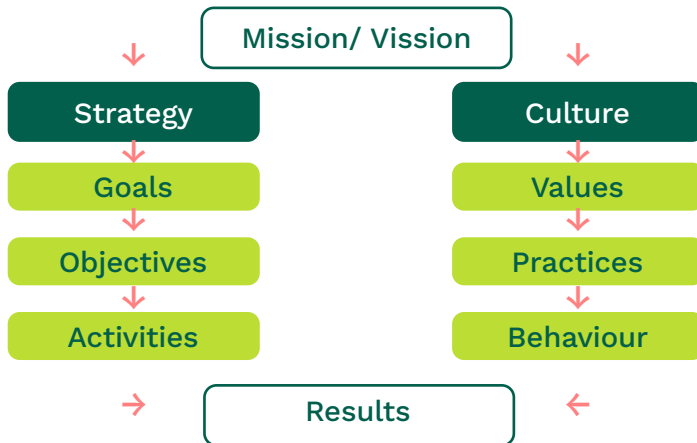 Mission/ Vission
Strategy
Culture
Goals
Values
Objectives
Practices
Activities
Behaviour
Results